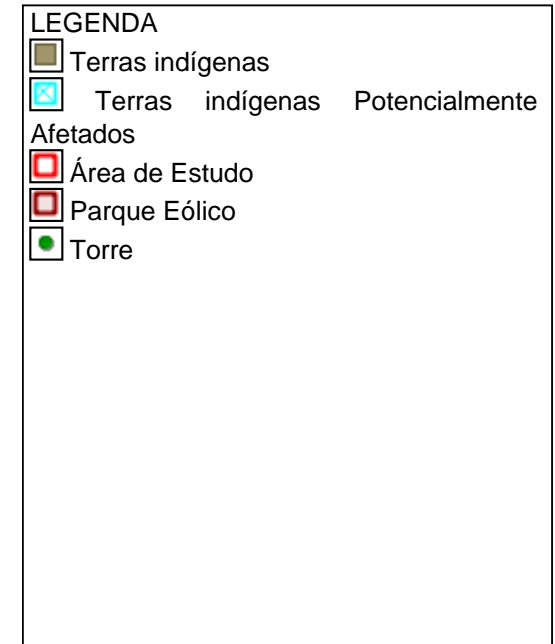 LEGENDA
Terras indígenas
Terras indígenas Potencialmente
Afetados
Área de Estudo
Parque Eólico
Torre